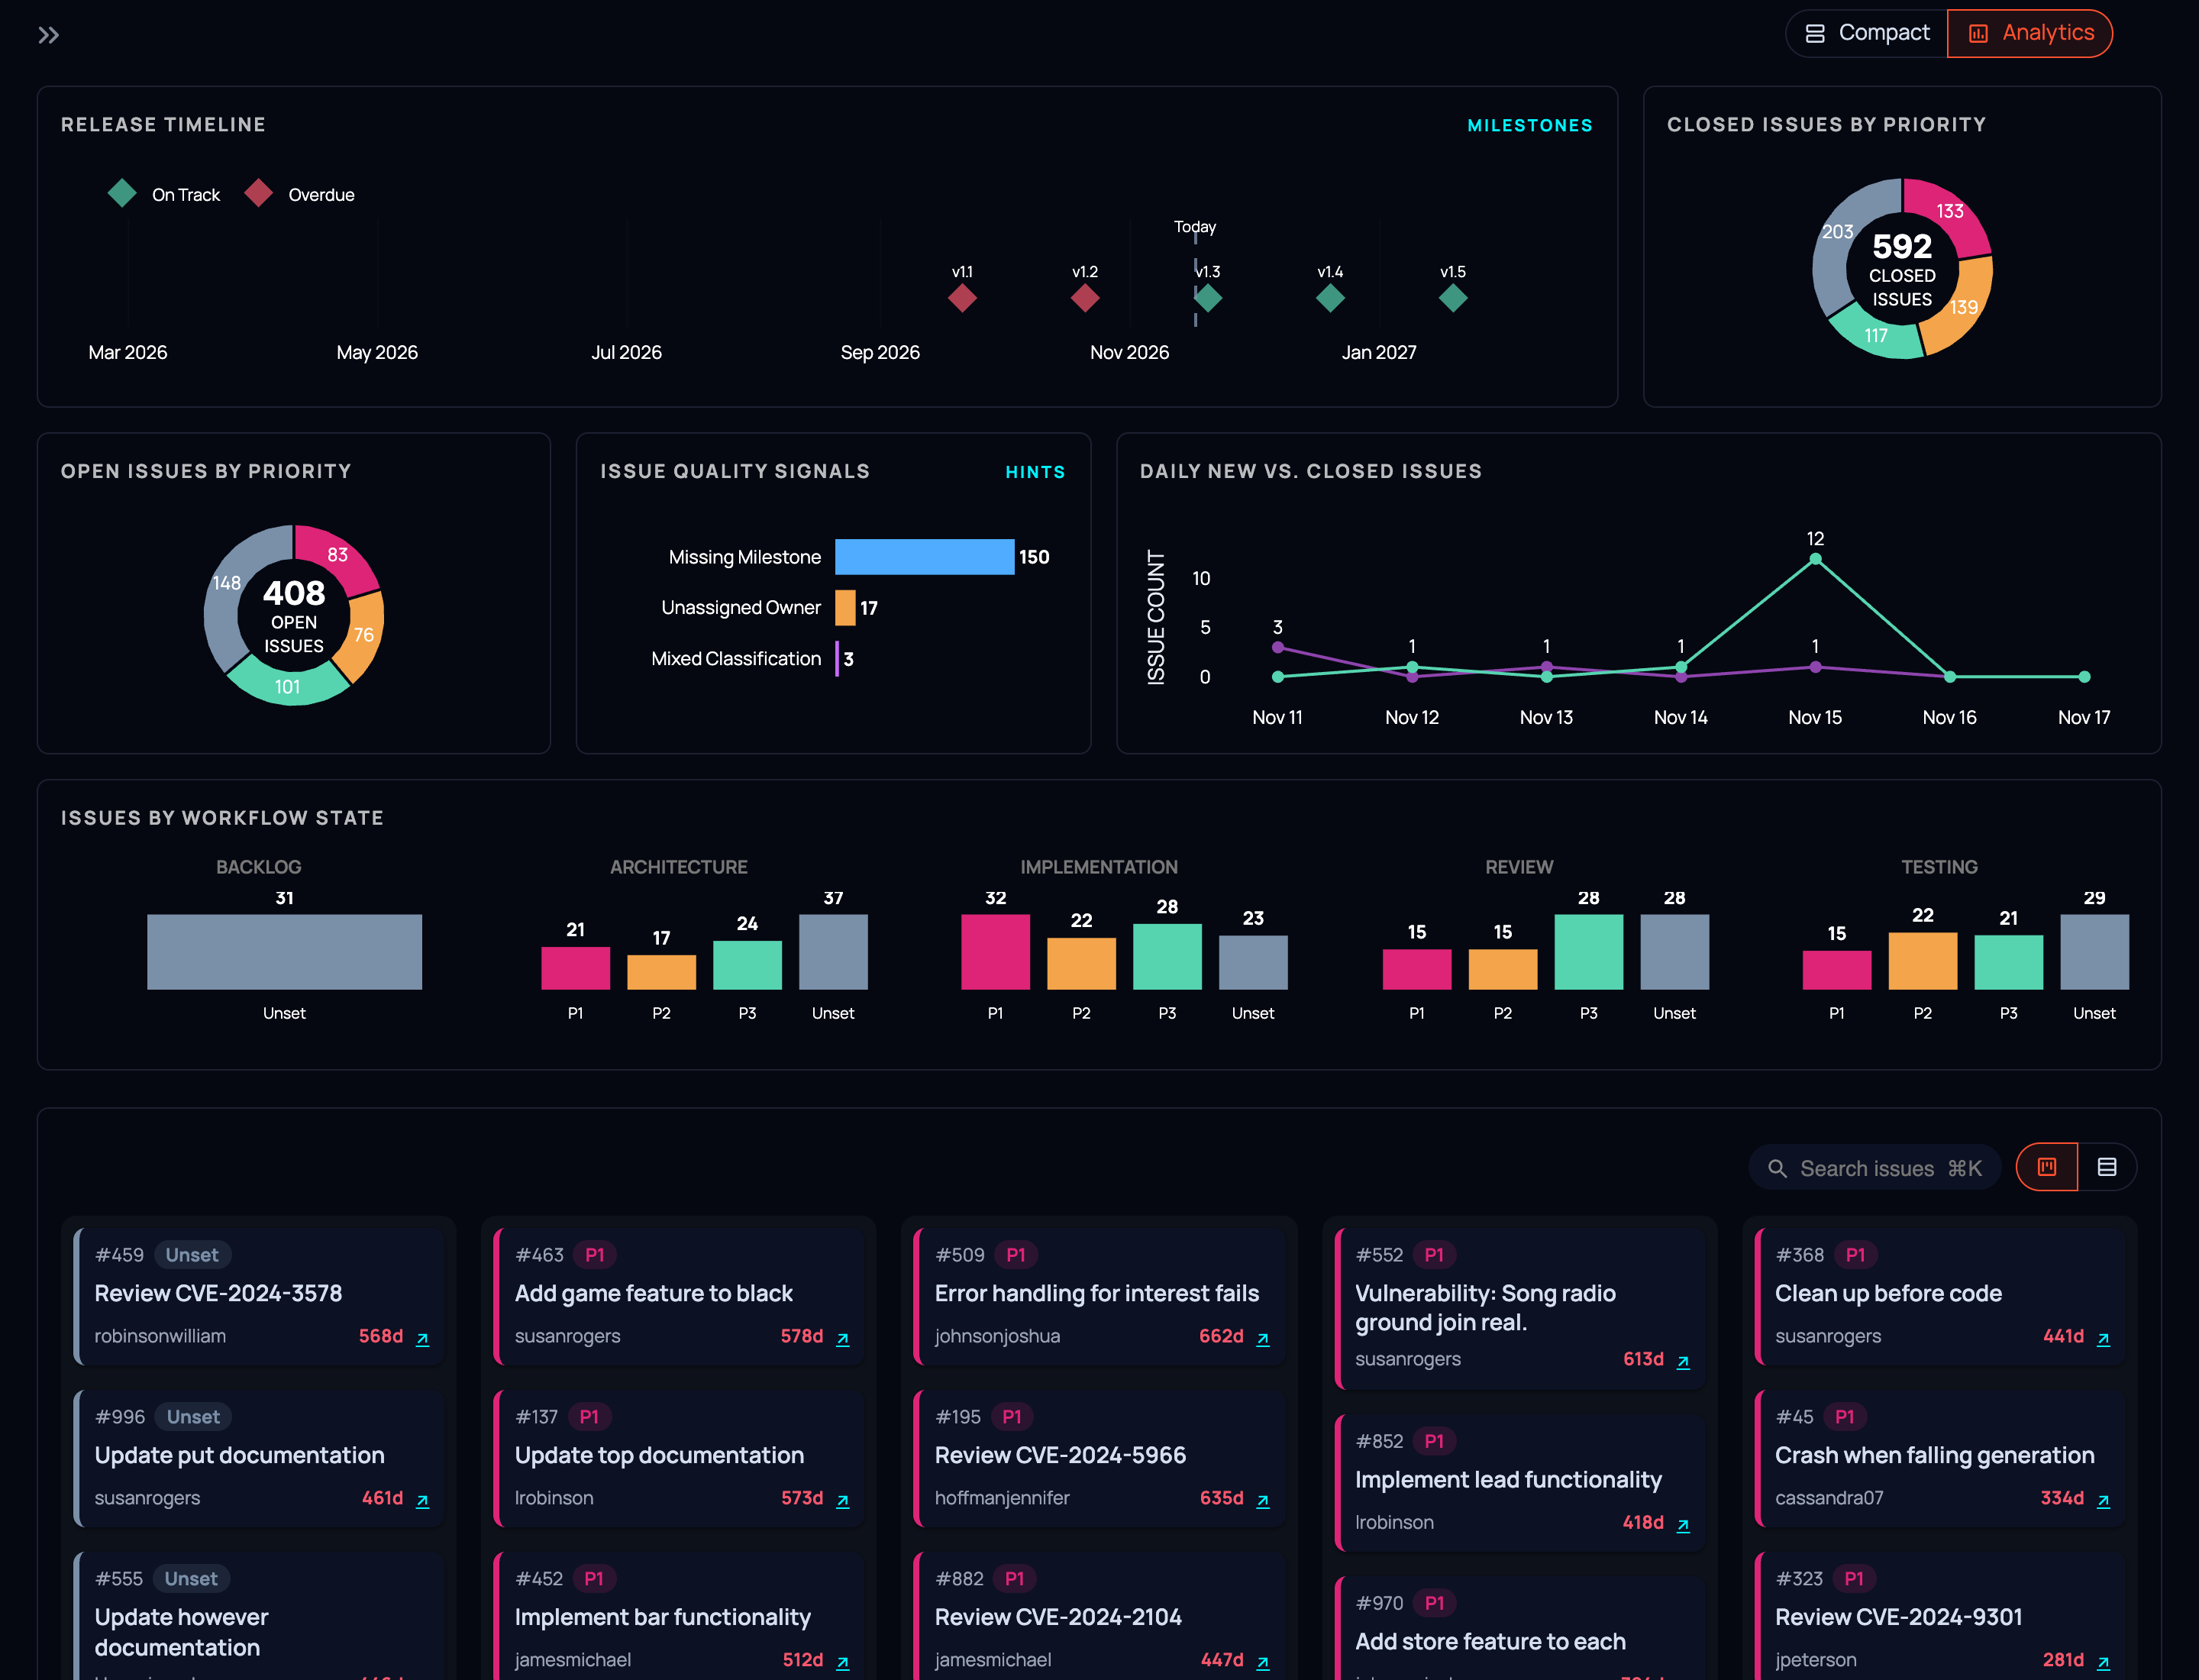 Compact
Analytics
RELEASE TIMELINE
MILESTONES
On Track
Overdue
Today
v1.1
v1.2
v1.3
v1.4
v1.5
Mar 2026
May 2026
Jul 2026
Sep 2026
Nov 2026
Jan 2027
CLOSED ISSUES BY PRIORITY
133
203
592
CLOSED
ISSUES
139
117
OPEN ISSUES BY PRIORITY
83
148
408
OPEN
ISSUES
76
101
ISSUE QUALITY SIGNALS
HINTS
Missing Milestone 150
Unassigned Owner 17
Mixed Classification 3
DAILY NEW VS. CLOSED ISSUES
ISSUE COUNT
10
5
0
3
1
1
1
12
1
Nov 11
Nov 12
Nov 13
Nov 14
Nov 15
Nov 16
Nov 17
ISSUES BY WORKFLOW STATE
BACKLOG
31
Unset
ARCHITECTURE
21
17
24
37
P1
P2
P3
Unset
IMPLEMENTATION
32
22
28
23
P1
P2
P3
Unset
REVIEW
15
15
28
28
P1
P2
P3
Unset
TESTING
15
22
21
29
P1
P2
P3
Unset
Search issues ⌘K
#459 Unset
Review CVE-2024-3578
robinsonwilliam 568d
#996 Unset
Update put documentation
susanrogers 461d
#555 Unset
Update however
documentation
#463 P1
Add game feature to black
susanrogers 578d
#137 P1
Update top documentation
lrobinson 573d
#452 P1
Implement bar functionality
jamesmichael 512d
#509 P1
Error handling for interest fails
johnsonjoshua 662d
#195 P1
Review CVE-2024-5966
hoffmanjennifer 635d
#882 P1
Review CVE-2024-2104
jamesmichael 447d
#552 P1
Vulnerability: Song radio
ground join real.
susanrogers 613d
#852 P1
Implement lead functionality
lrobinson 418d
#970 P1
Add store feature to each
#368 P1
Clean up before code
susanrogers 441d
#45 P1
Crash when falling generation
cassandra07 334d
#323 P1
Review CVE-2024-9301
jpeterson 281d